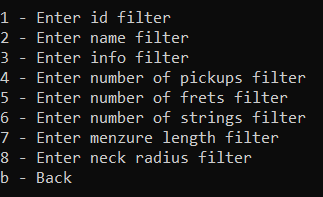 1 - Enter id filter
2 - Enter name filter
3 - Enter info filter
4 - Enter number of pickups filter
5 - Enter number of frets filter
6 - Enter number of strings filter
7 - Enter menzure length filter
8 - Enter neck radius filter
b - Back